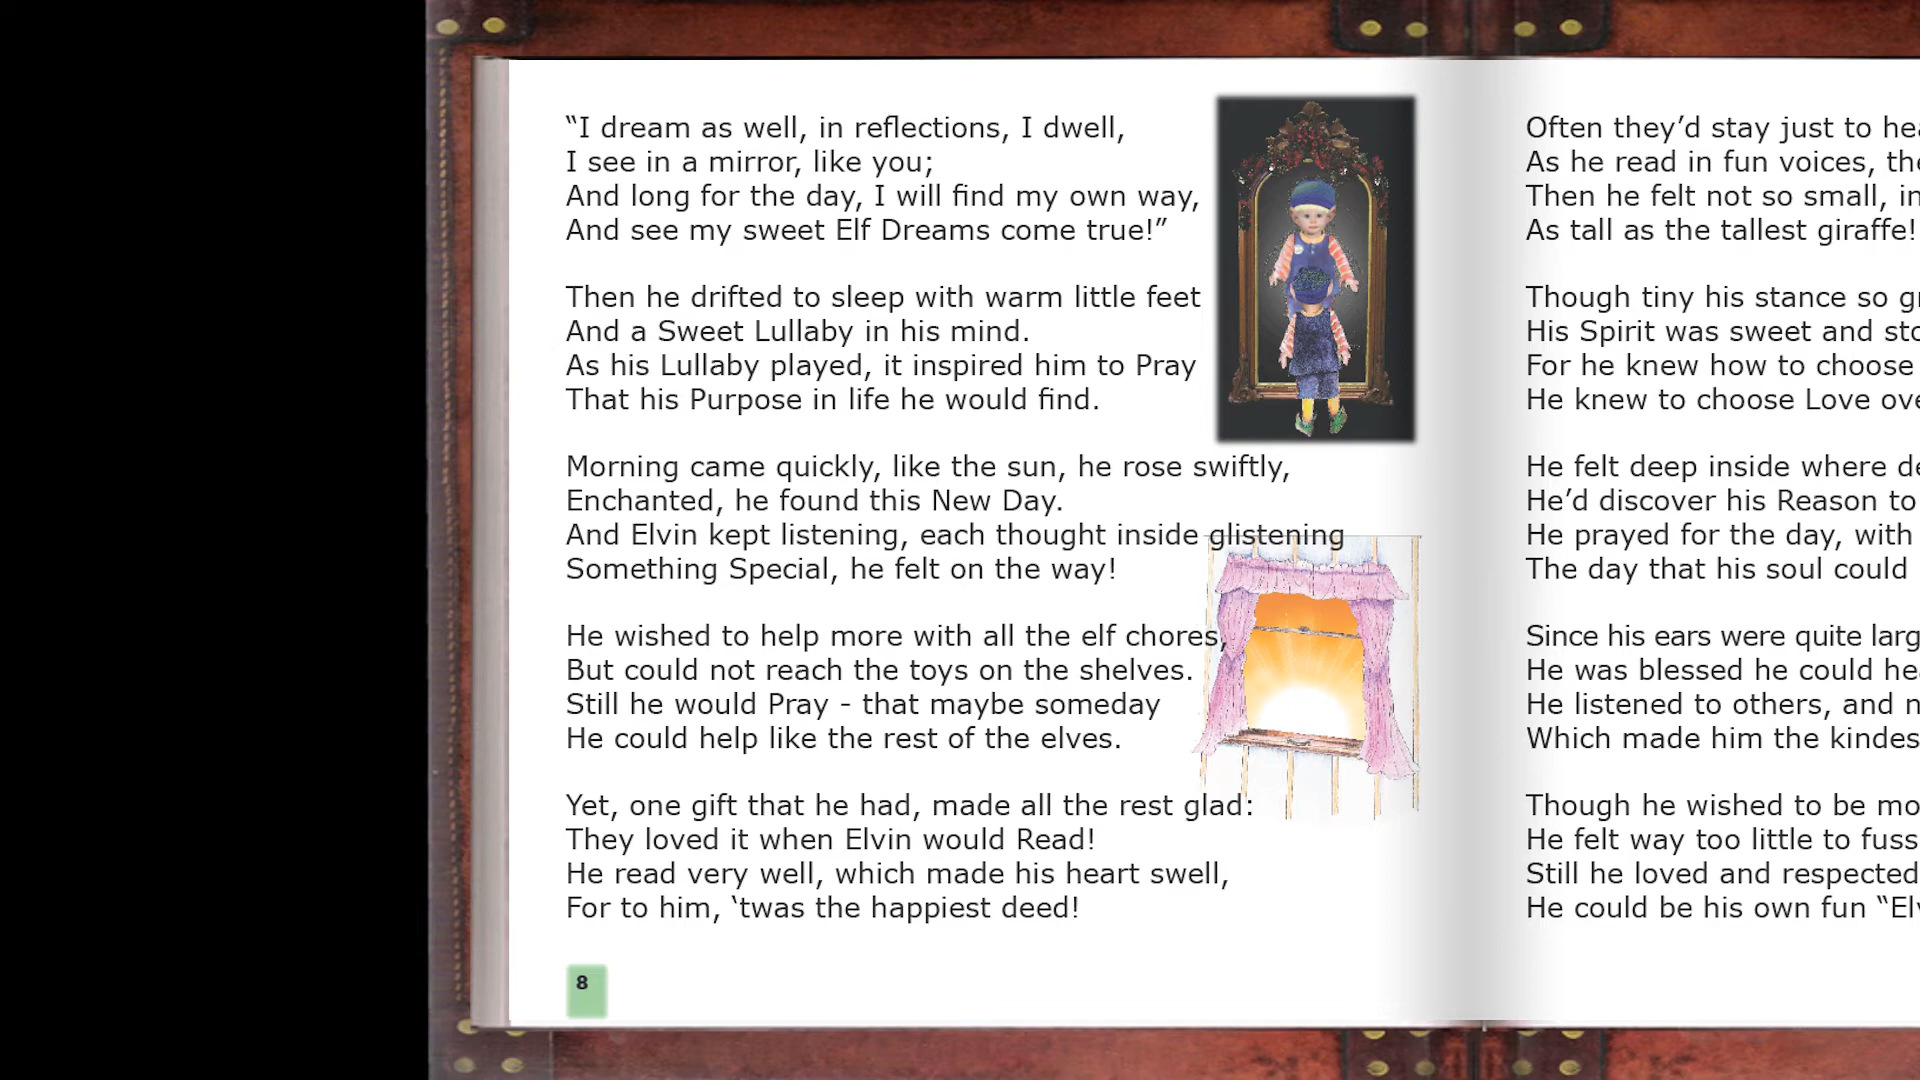 “I dream as well, in reflections, I dwell,
I see in a mirror, like you;
And long for the day, I will find my own way,
And see my sweet Elf Dreams come true!”
Then he drifted to sleep with warm little feet
And a Sweet Lullaby in his mind.
As his Lullaby played, it inspired him to Pray
That his Purpose in life he would find.
Morning came quickly, like the sun, he rose swiftly,
Enchanted, he found this New Day.
And Elvin kept listening, each thought inside glistening
Something Special, he felt on the way!
He wished to help more with all the elf chores,
But could not reach the toys on the shelves.
Still he would Pray - that maybe someday
He could help like the rest of the elves.
Yet, one gift that he had, made all the rest glad:
They loved it when Elvin would Read!
He read very well, which made his heart swell,
For to him, ‘twas the happiest deed!
8
Often they’d stay just to
As he read in fun voices,
Then he felt not so small,
As tall as the tallest giraffe!
Though tiny his stance so
His Spirit was sweet and
For he knew how to choose
He knew to choose Love
He felt deep inside where
He’d discover his Reason to
He prayed for the day, with
The day that his soul could
Since his ears were quite
He was blessed he could
He listened to others, and
Which made him the
Though he wished to be
He felt way too little to
Still he loved and respected
He could be his own fun